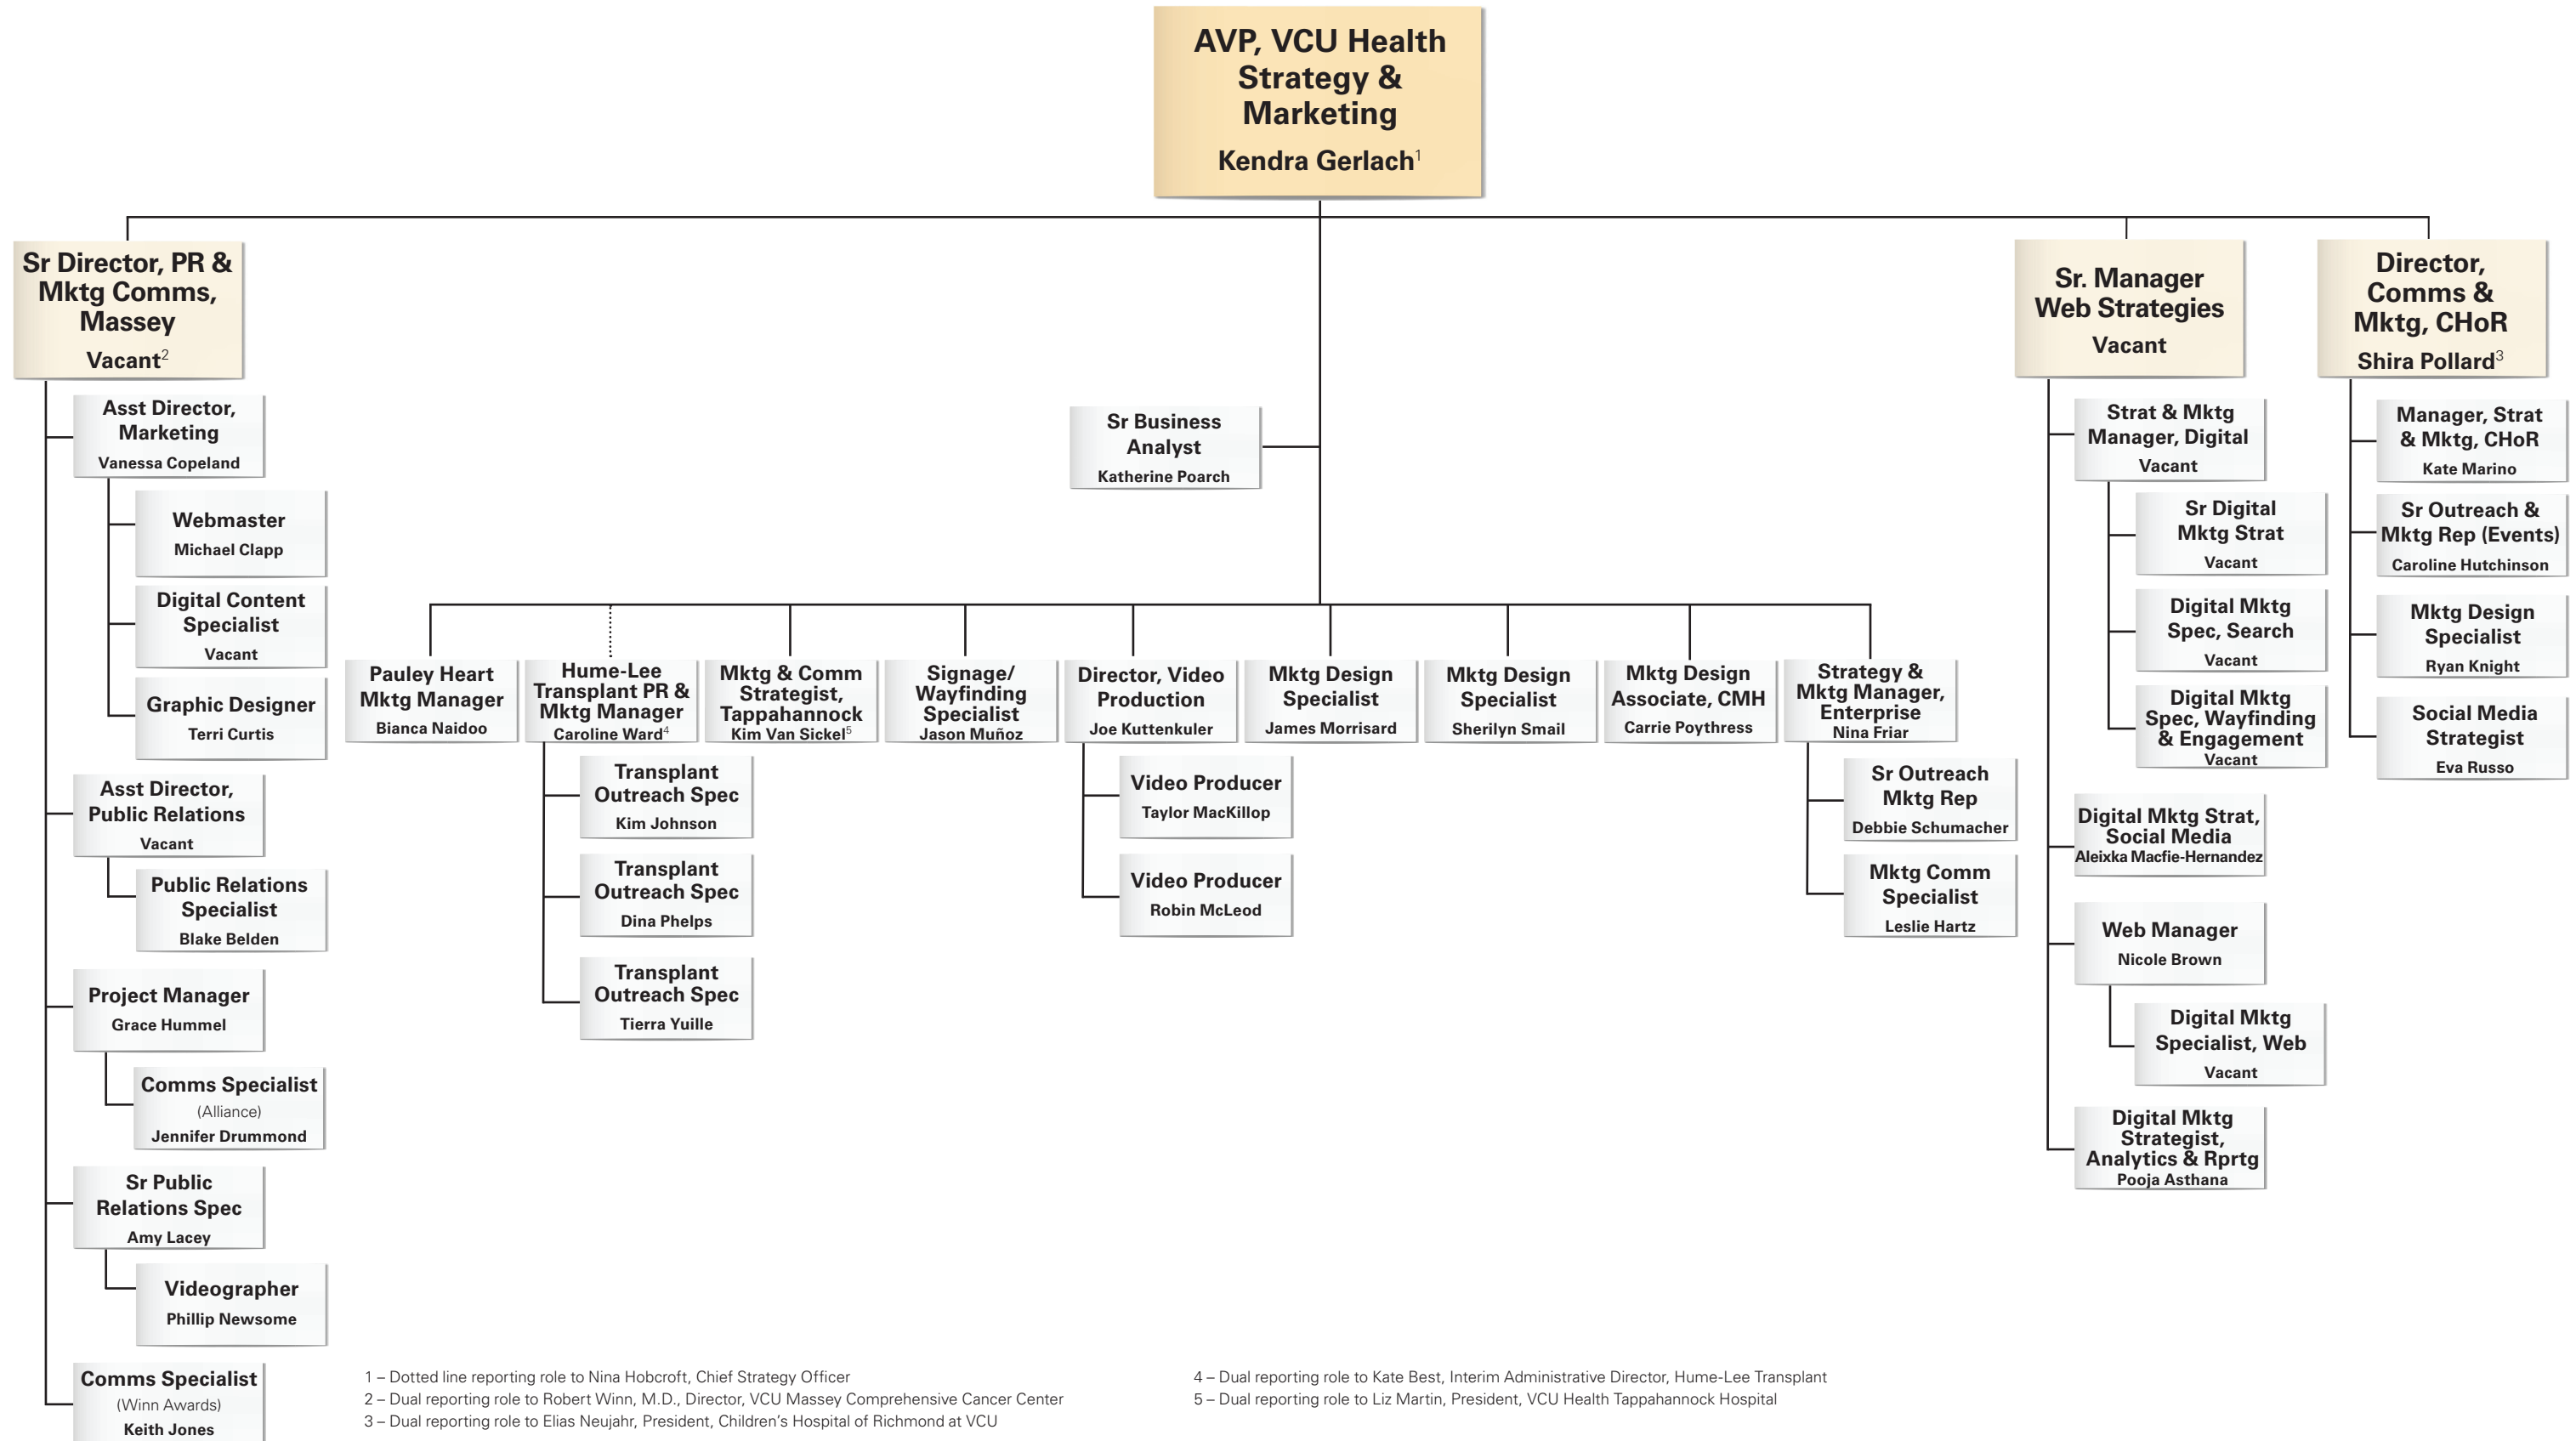 AVP, VCU Health
Strategy &
Marketing
Kendra Gerlach1
Sr Director, PR &
Mktg Comms,
Massey
Vacant2
Asst Director,
Marketing
Vanessa Copeland
Webmaster
Michael Clapp
Digital Content
Specialist
Vacant
Graphic Designer
Terri Curtis
Asst Director,
Public Relations
Vacant
Public Relations
Specialist
Blake Belden
Project Manager
Grace Hummel
Comms Specialist
(Alliance)
Jennifer Drummond
Sr Public
Relations Spec
Amy Lacey
Videographer
Phillip Newsome
Comms Specialist
(Winn Awards)
Keith Jones
Sr Business
Analyst
Katherine Poarch
Pauley Heart
Mktg Manager
Bianca Naidoo
Hume-Lee
Transplant PR &
Mktg Manager
Caroline Ward4
Transplant
Outreach Spec
Kim Johnson
Transplant
Outreach Spec
Dina Phelps
Transplant
Outreach Spec
Tierra Yuille
Mktg & Comm
Strategist,
Tappahannock
Kim Van Sickel5
Signage/
Wayfinding
Specialist
Jason Muñoz
Director, Video
Production
Joe Kuttenkuler
Video Producer
Taylor MacKillop
Video Producer
Robin McLeod
Mktg Design
Specialist
James Morrisard
Mktg Design
Specialist
Sherilyn Smail
Mktg Design
Associate, CMH
Carrie Poythress
Strategy &
Mktg Manager,
Enterprise
Nina Friar
Sr Outreach
Mktg Rep
Debbie Schumacher
Mktg Comm
Specialist
Leslie Hartz
Sr. Manager
Web Strategies
Vacant
Strat & Mktg
Manager, Digital
Vacant
Sr Digital
Mktg Strat
Vacant
Digital Mktg
Spec, Search
Vacant
Digital Mktg
Spec, Wayfinding
& Engagement
Vacant
Digital Mktg Strat,
Social Media
Aleixka Macfie-Hernandez
Web Manager
Nicole Brown
Digital Mktg
Specialist, Web
Vacant
Digital Mktg
Strategist,
Analytics & Rprtg
Pooja Asthana
Director,
Comms &
Mktg, CHoR
Shira Pollard3
Manager, Strat
& Mktg, CHoR
Kate Marino
Sr Outreach &
Mktg Rep (Events)
Caroline Hutchinson
Mktg Design
Specialist
Ryan Knight
Social Media
Strategist
Eva Russo
1 – Dotted line reporting role to Nina Hobcroft, Chief Strategy Officer
2 – Dual reporting role to Robert Winn, M.D., Director, VCU Massey Comprehensive Cancer Center
3 – Dual reporting role to Elias Neujahr, President, Children’s Hospital of Richmond at VCU
4 – Dual reporting role to Kate Best, Interim Administrative Director, Hume-Lee Transplant
5 – Dual reporting role to Liz Martin, President, VCU Health Tappahannock Hospital